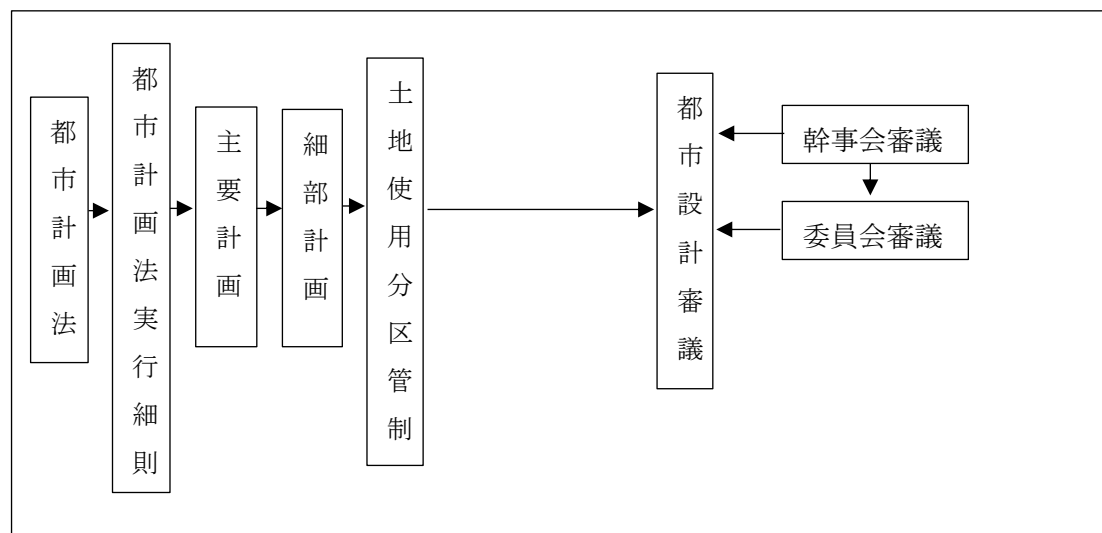 都市計画法
都市計画法実行細則
主要計画
細部計画
土地使用分区管制
都市設計審議
幹事会審議
委員会審議